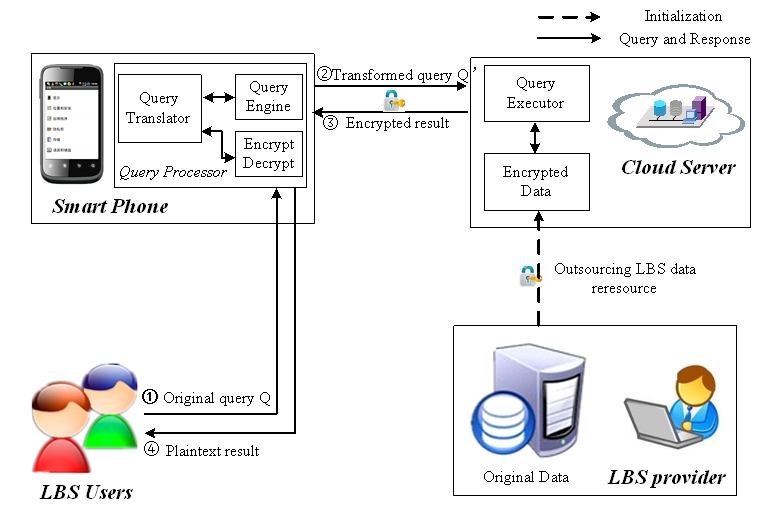 Initialization
Query and Response
②Transformed query Q’
③ Encrypted result
Query
Translator
Query
Engine
Encrypt
Decrypt
Query Processor
Smart Phone
Query
Executor
Encrypted
Data
Cloud Server
Outsourcing LBS data
reresource
① Original query Q
④ Plaintext result
LBS Users
Original Data
LBS provider